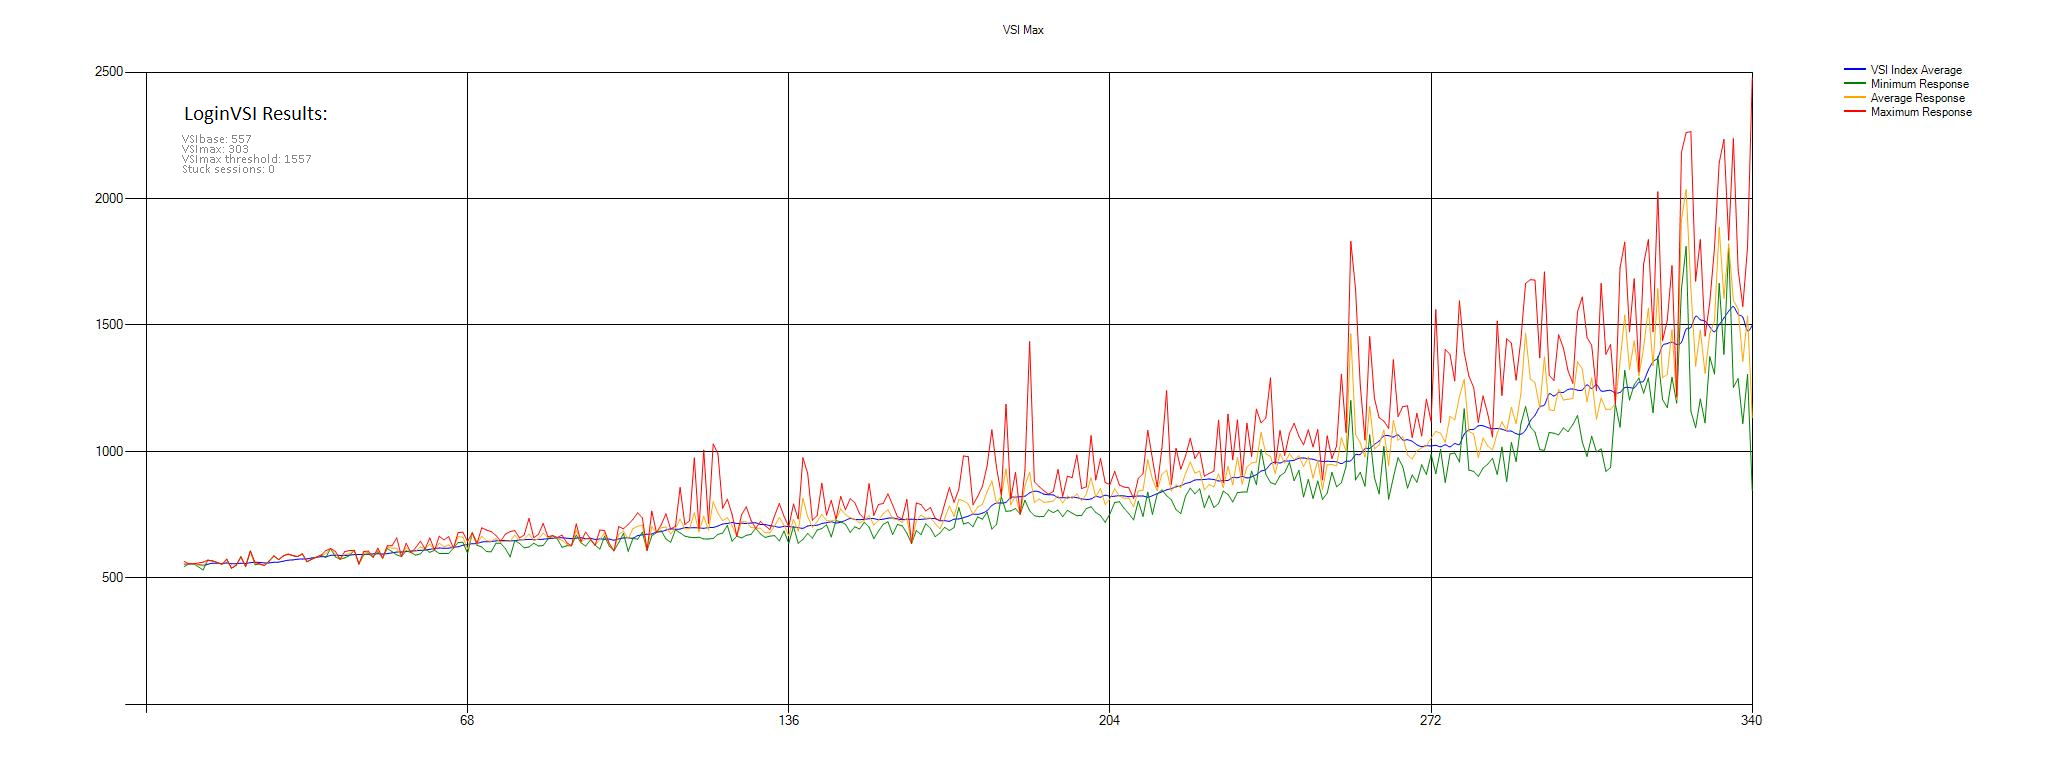 VSI Max
2500
2000
1500
1000
500
LoginVSI Results:
VSIbase: 557
VSImax: 303
VSImax threshold: 1557
Stuck sessions: 0
VSI Index Average
Minimum Response
Average Response
Maximum Response
68
136
204
272
340